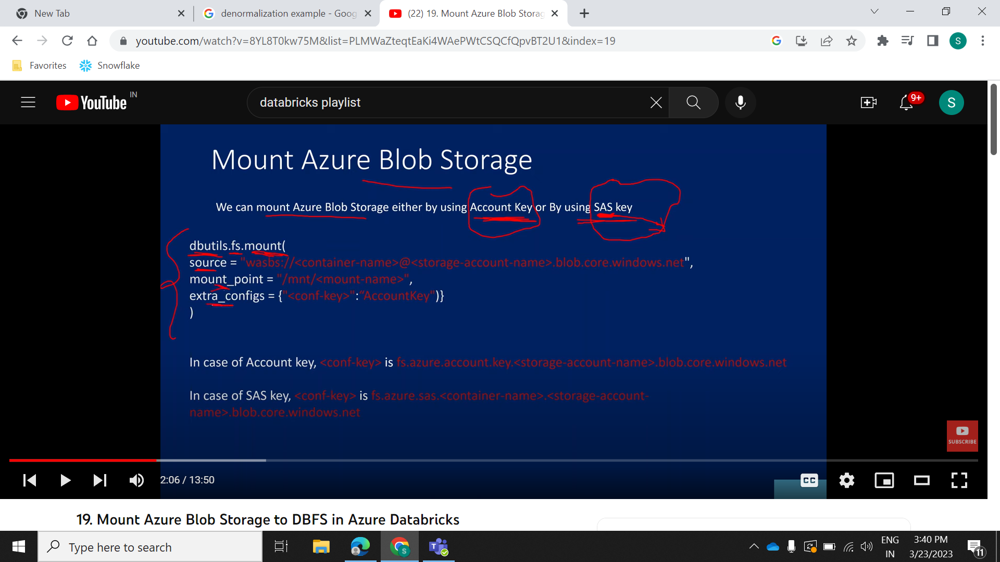 New Tab
denormalization example - Goog
(22) 19. Mount Azure Blob Storag
youtube.com/watch?v=8YL8T0kw75M&list=PLMWaZteqtEaKi4WAePWtCSQCfQpvBT2U1&index=19
S
Favorites
Snowflake
YouTube IN
databricks playlist
9+
S
Mount Azure Blob Storage
We can mount Azure Blob Storage either by using Account Key or By using SAS key
dbutils.fs.mount(
source = "wasbs://<container-name>@<storage-account-name>.blob.core.windows.net",
mount_point = "/mnt/<mount-name>",
extra_configs = {"<conf-key>":“AccountKey")}
)
In case of Account key, <conf-key> is fs.azure.account.key.<storage-account-name>.blob.core.windows.net
In case of SAS key, <conf-key> is fs.azure.sas.<container-name>.<storage-account-
name>.blob.core.windows.net
SUBSCRIBE
2:06 / 13:50
CC
19. Mount Azure Blob Storage to DBFS in Azure Databricks
Type here to search
S
T
ENG
IN
3:40 PM
3/23/2023
11